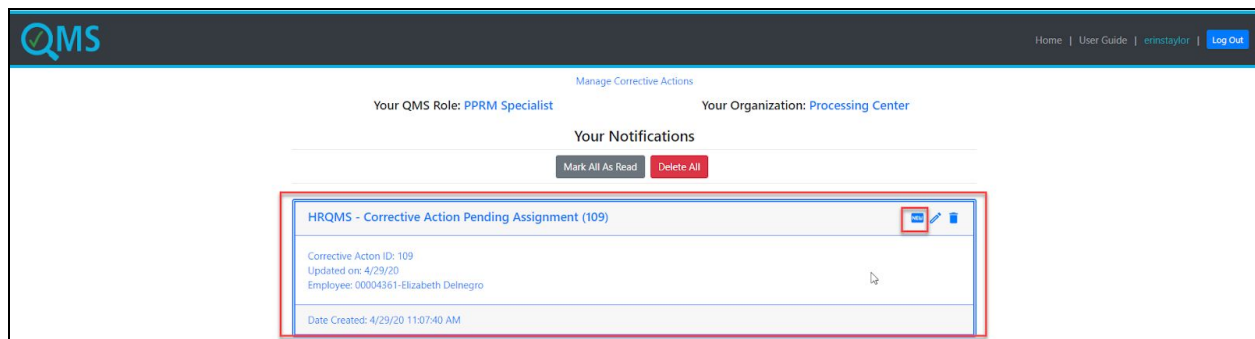 QMS
Home | User Guide | erinstaylor | Log Out
Manage Corrective Actions
Your QMS Role: PPRM Specialist Your Organization: Processing Center
Your Notifications
Mark All As Read Delete All
HRQMS - Corrective Action Pending Assignment (109) NEW
Corrective Acton ID: 109
Updated on: 4/29/20
Employee: 00004361-Elizabeth Delnegro
Date Created: 4/29/20 11:07:40 AM